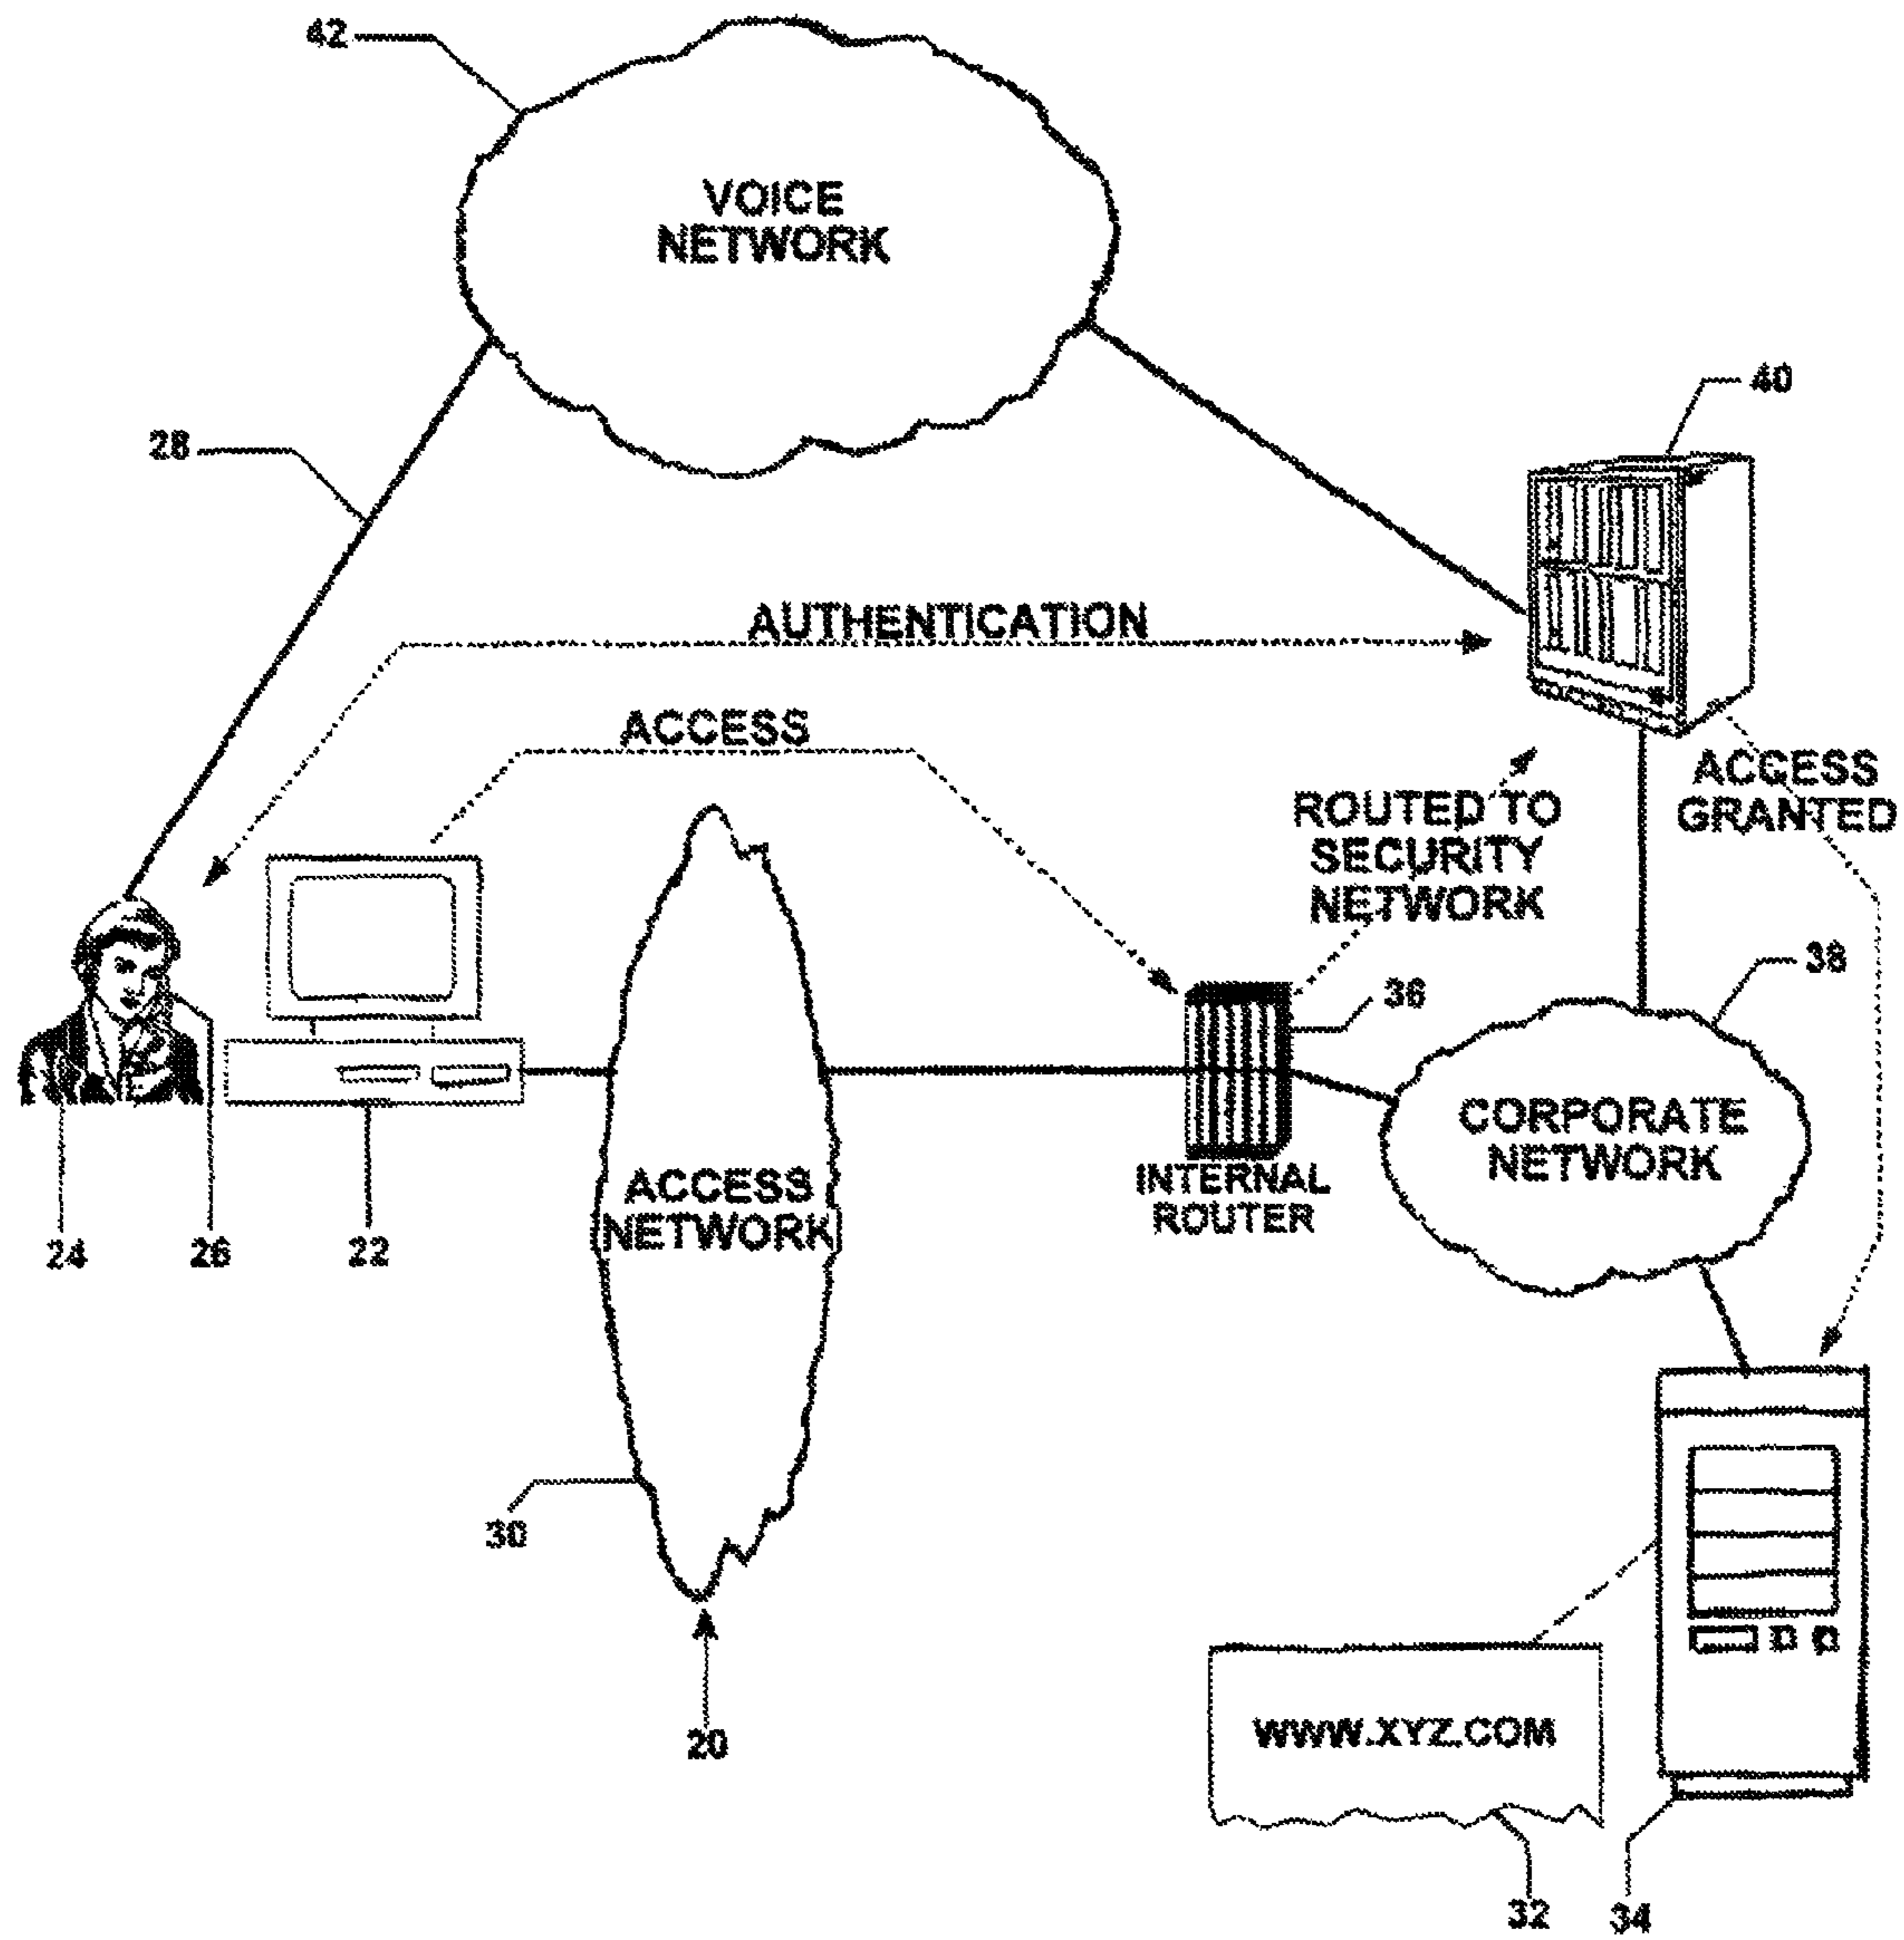 42
VOICE
NETWORK
40
28
AUTHENTICATION
ACCESS
ACCESS
GRANTED
ROUTED TO
SECURITY
NETWORK
38
36
CORPORATE
NETWORK
INTERNAL
ROUTER
ACCESS
NETWORK
24
26
22
30
20
WWW.XYZ.COM
32
34